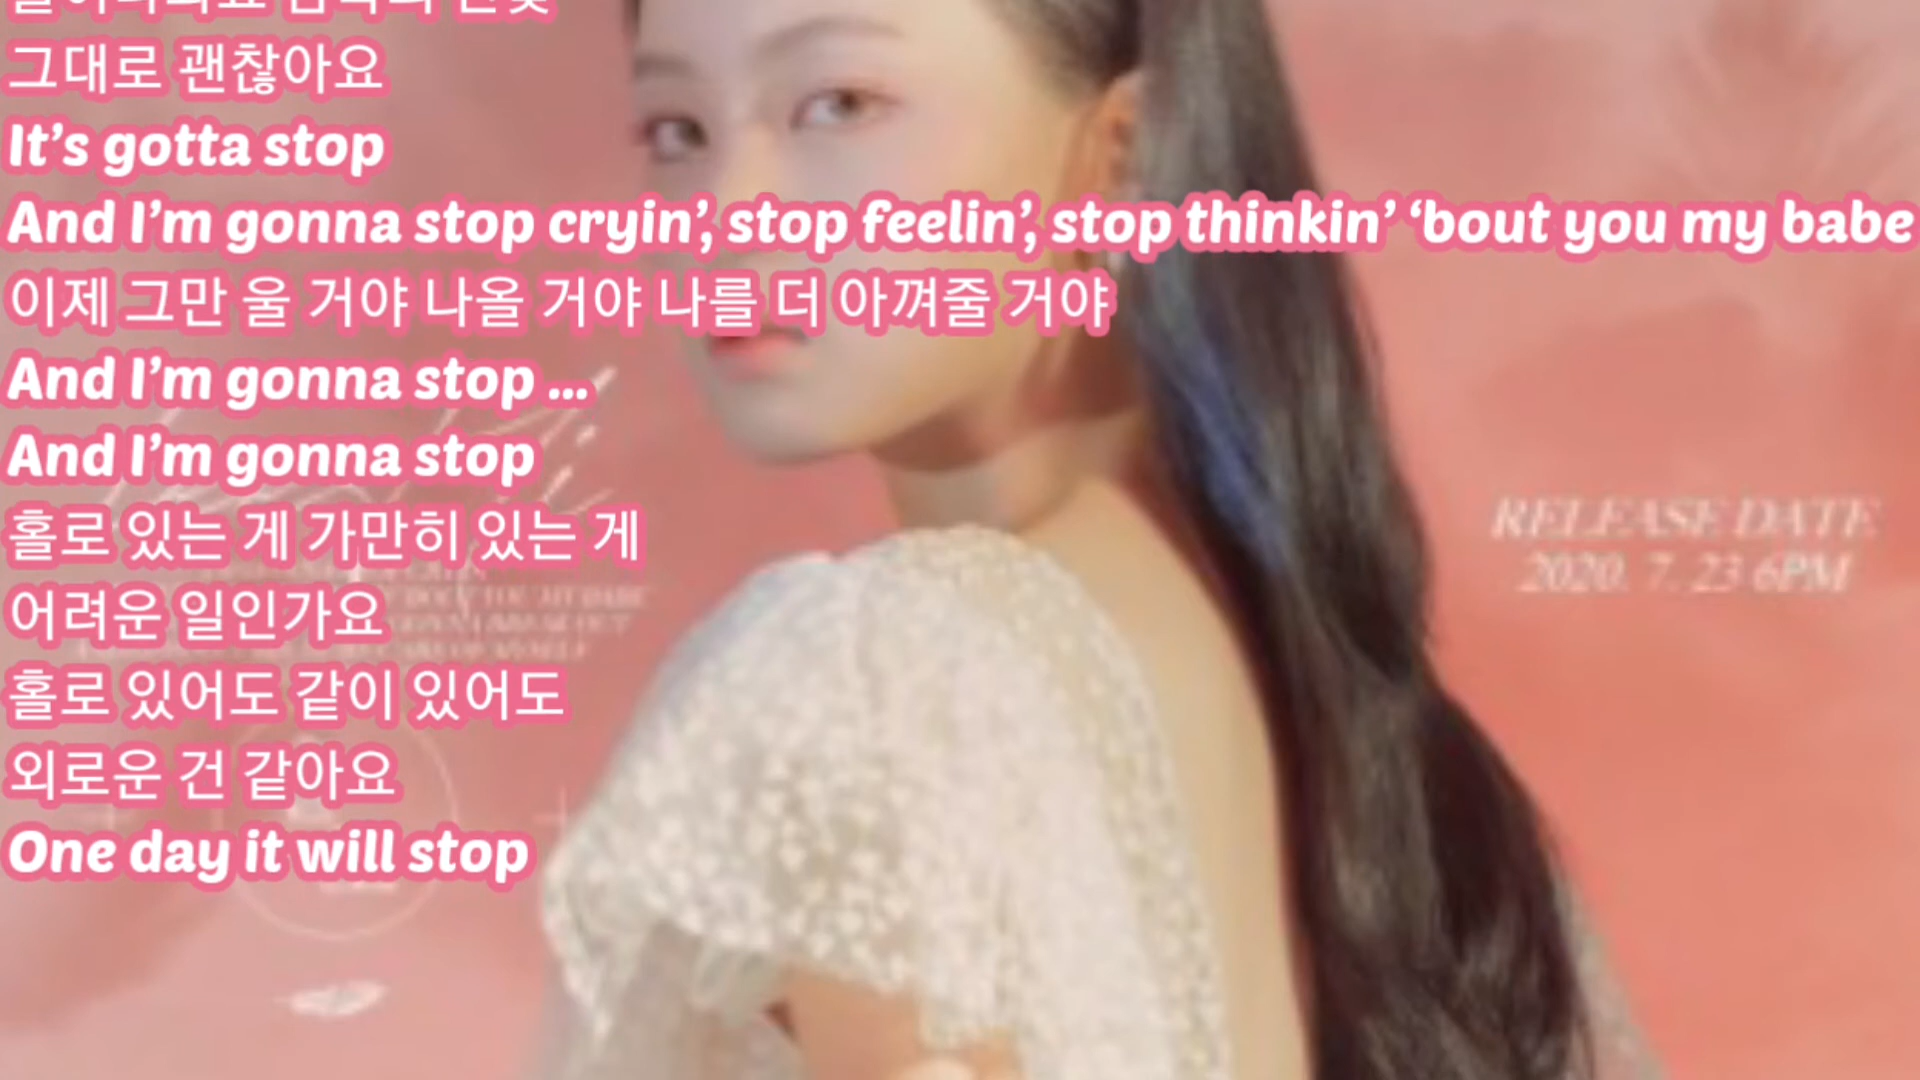 그대로 괜찮아요
It’s gotta stop
And I’m gonna stop cryin’, stop feelin’, stop thinkin’ ‘bout you my babe
이제 그만 울 거야 나올 거야 나를 더 아껴줄 거야
And I’m gonna stop ...
And I’m gonna stop
홀로 있는 게 가만히 있는 게
어려운 일인가요
홀로 있어도 같이 있어도
외로운 건 같아요
One day it will stop
RELEASE DATE
2020. 7. 23 6PM